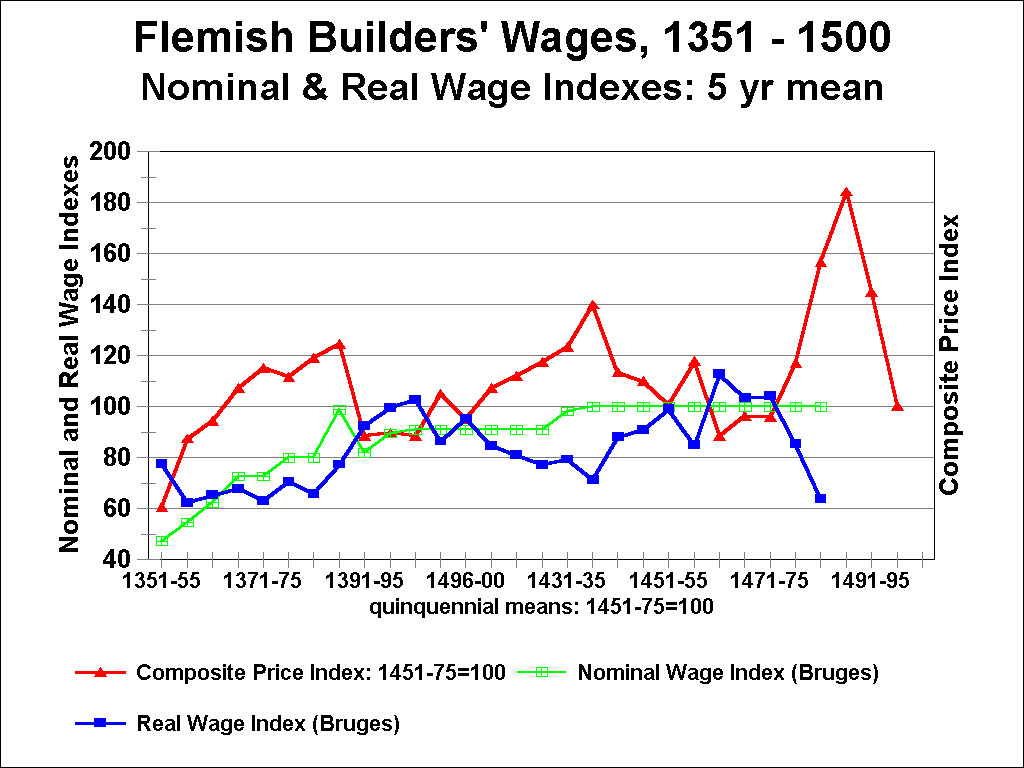 Flemish Builders' Wages, 1351 - 1500
Nominal & Real Wage Indexes: 5 yr mean
Nominal and Real Wage Indexes
200
180
160
140
120
100
80
60
40
Composite Price Index
1351-55 1371-75 1391-95 1496-00 1431-35 1451-55 1471-75 1491-95
quinquennial means: 1451-75=100
Composite Price Index: 1451-75=100 Nominal Wage Index (Bruges)
Real Wage Index (Bruges)